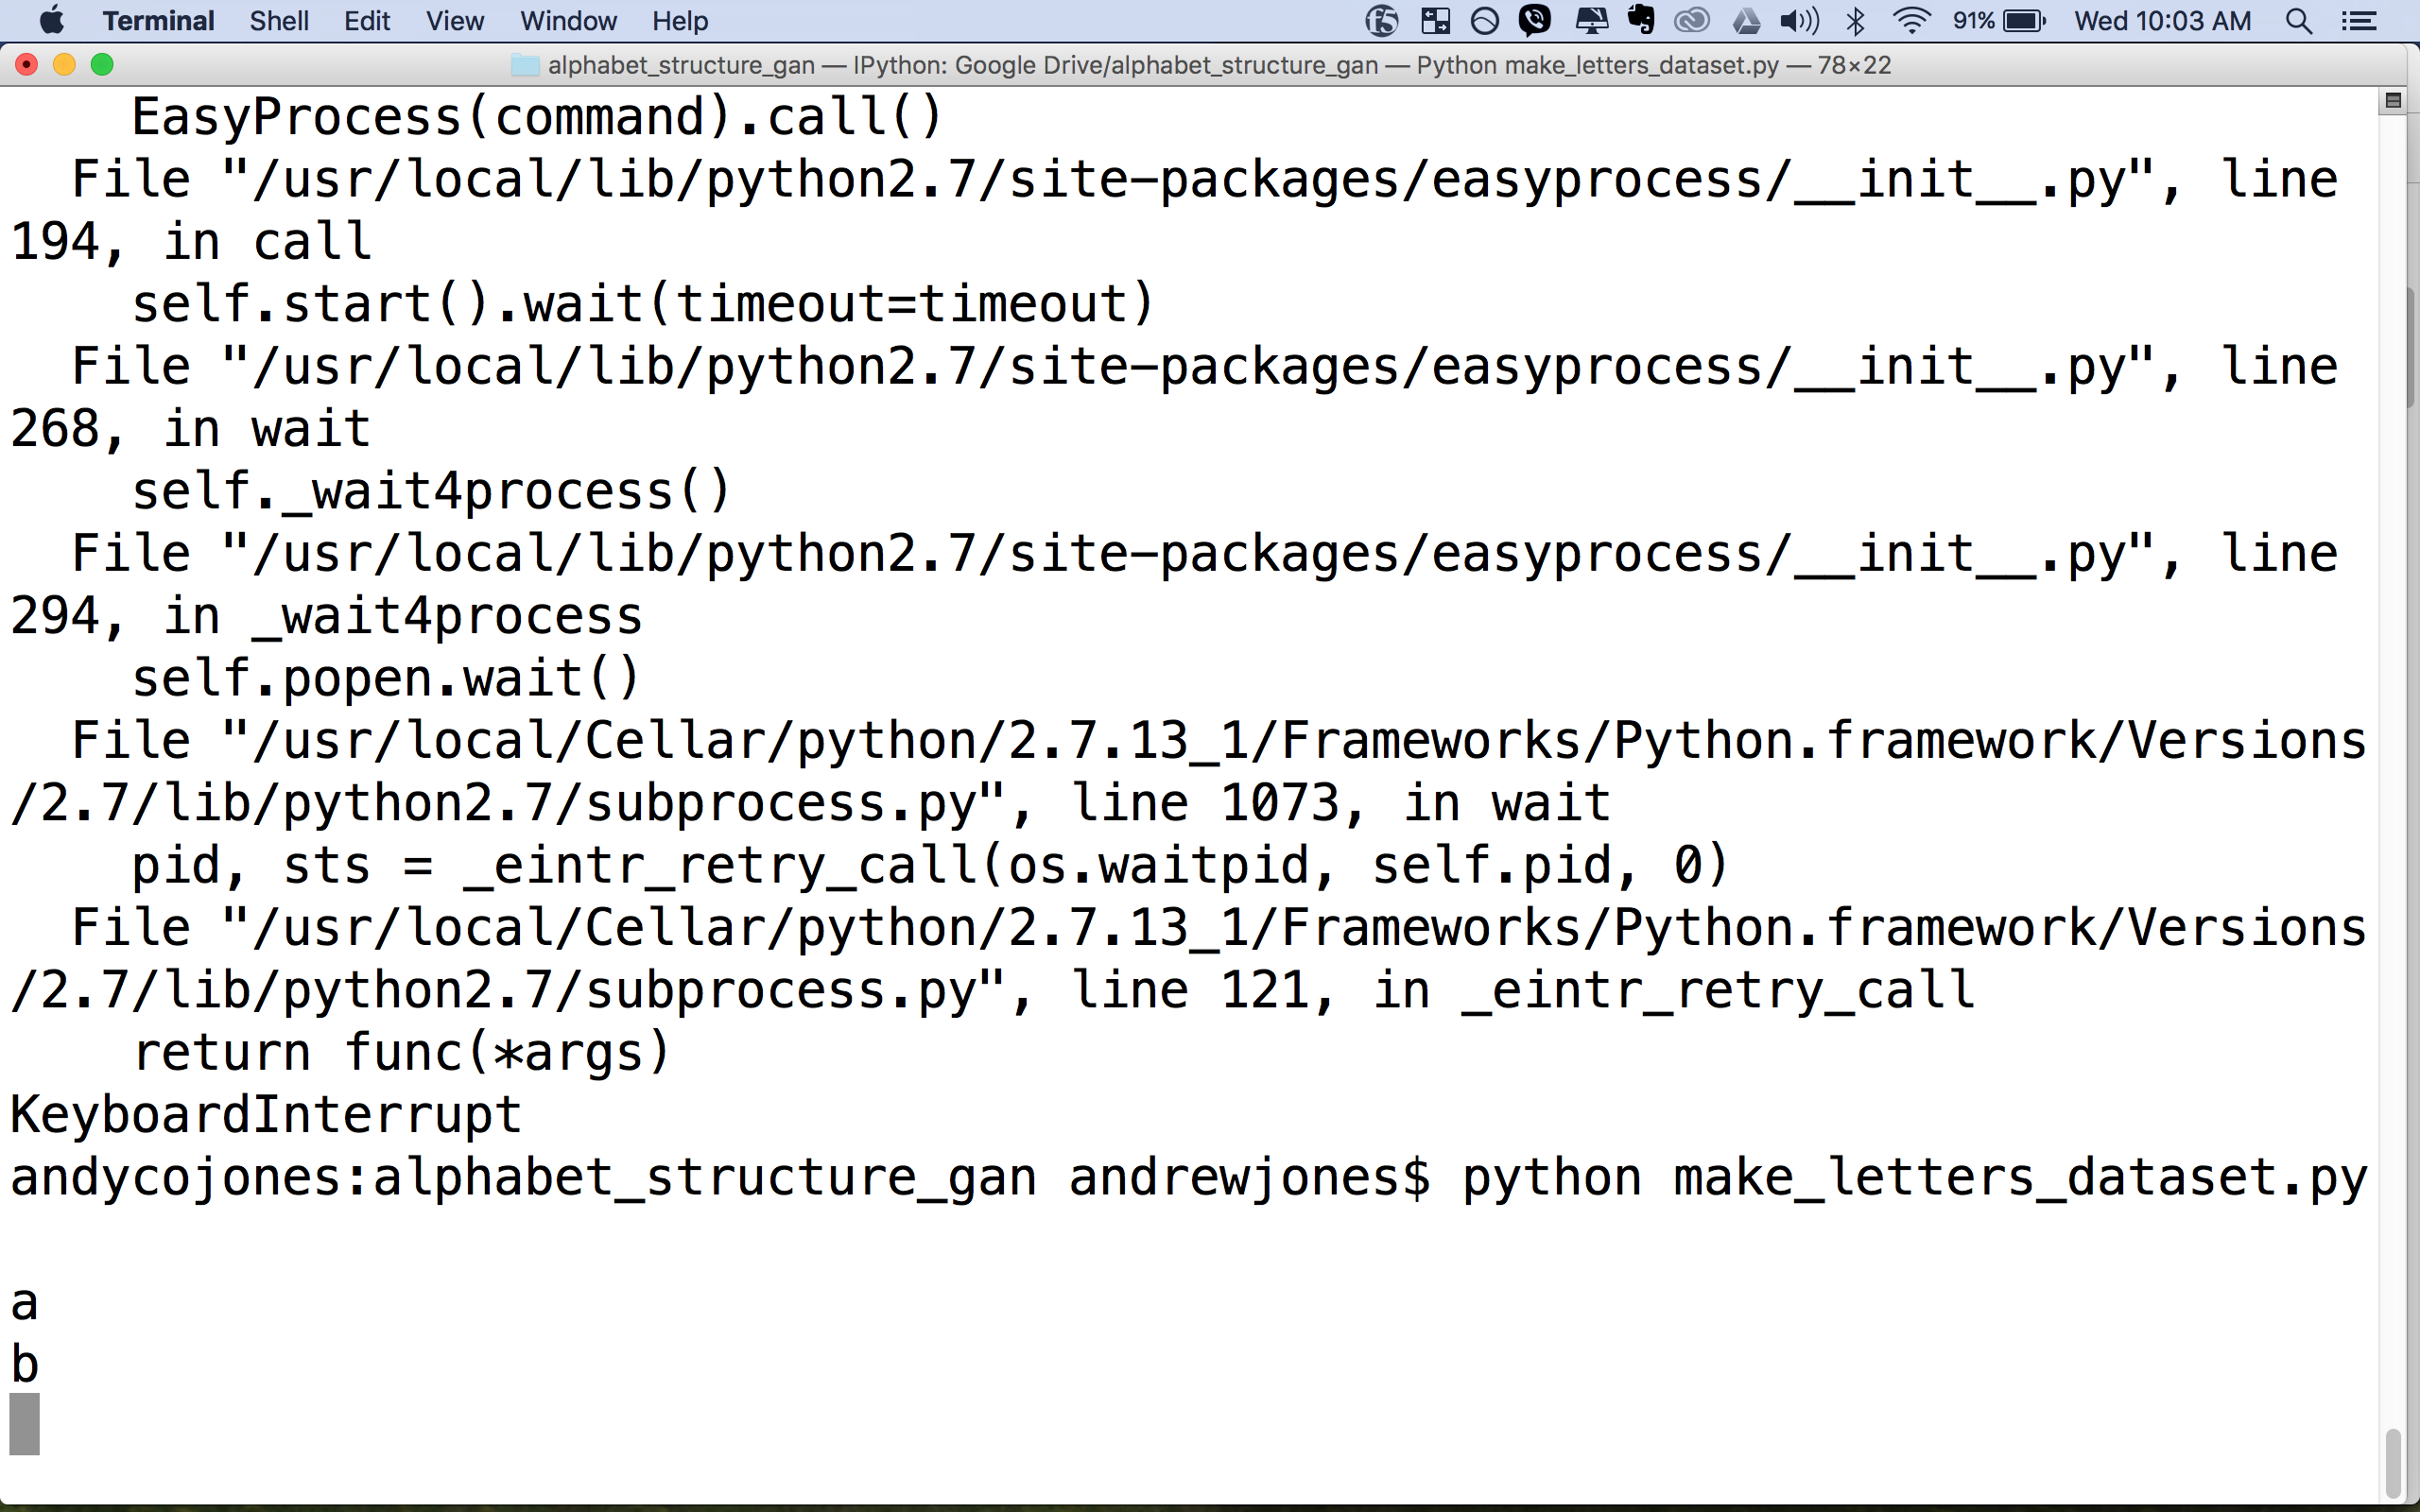 Terminal Shell Edit View Window Help 91% Wed 10:03 AM
alphabet_structure_gan — IPython: Google Drive/alphabet_structure_gan — Python make_letters_dataset.py — 78×22
    EasyProcess(command).call()
  File "/usr/local/lib/python2.7/site-packages/easyprocess/__init__.py", line
194, in call
    self.start().wait(timeout=timeout)
  File "/usr/local/lib/python2.7/site-packages/easyprocess/__init__.py", line
268, in wait
    self._wait4process()
  File "/usr/local/lib/python2.7/site-packages/easyprocess/__init__.py", line
294, in _wait4process
    self.popen.wait()
  File "/usr/local/Cellar/python/2.7.13_1/Frameworks/Python.framework/Versions
/2.7/lib/python2.7/subprocess.py", line 1073, in wait
    pid, sts = _eintr_retry_call(os.waitpid, self.pid, 0)
  File "/usr/local/Cellar/python/2.7.13_1/Frameworks/Python.framework/Versions
/2.7/lib/python2.7/subprocess.py", line 121, in _eintr_retry_call
    return func(*args)
KeyboardInterrupt
andycojones:alphabet_structure_gan andrewjones$ python make_letters_dataset.py
a
b